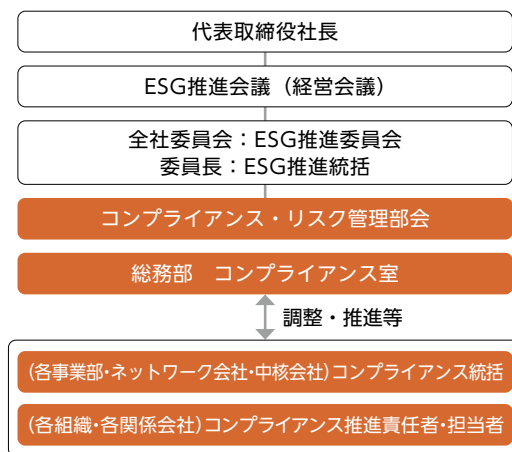 代表取締役社長
ESG推進会議（経営会議）
全社委員会：ESG推進委員会
委員長：ESG推進統括
コンプライアンス・リスク管理部会
総務部　コンプライアンス室
調整・推進等
(各事業部･ネットワーク会社･中核会社)コンプライアンス統括
(各組織･各関係会社)コンプライアンス推進責任者･担当者